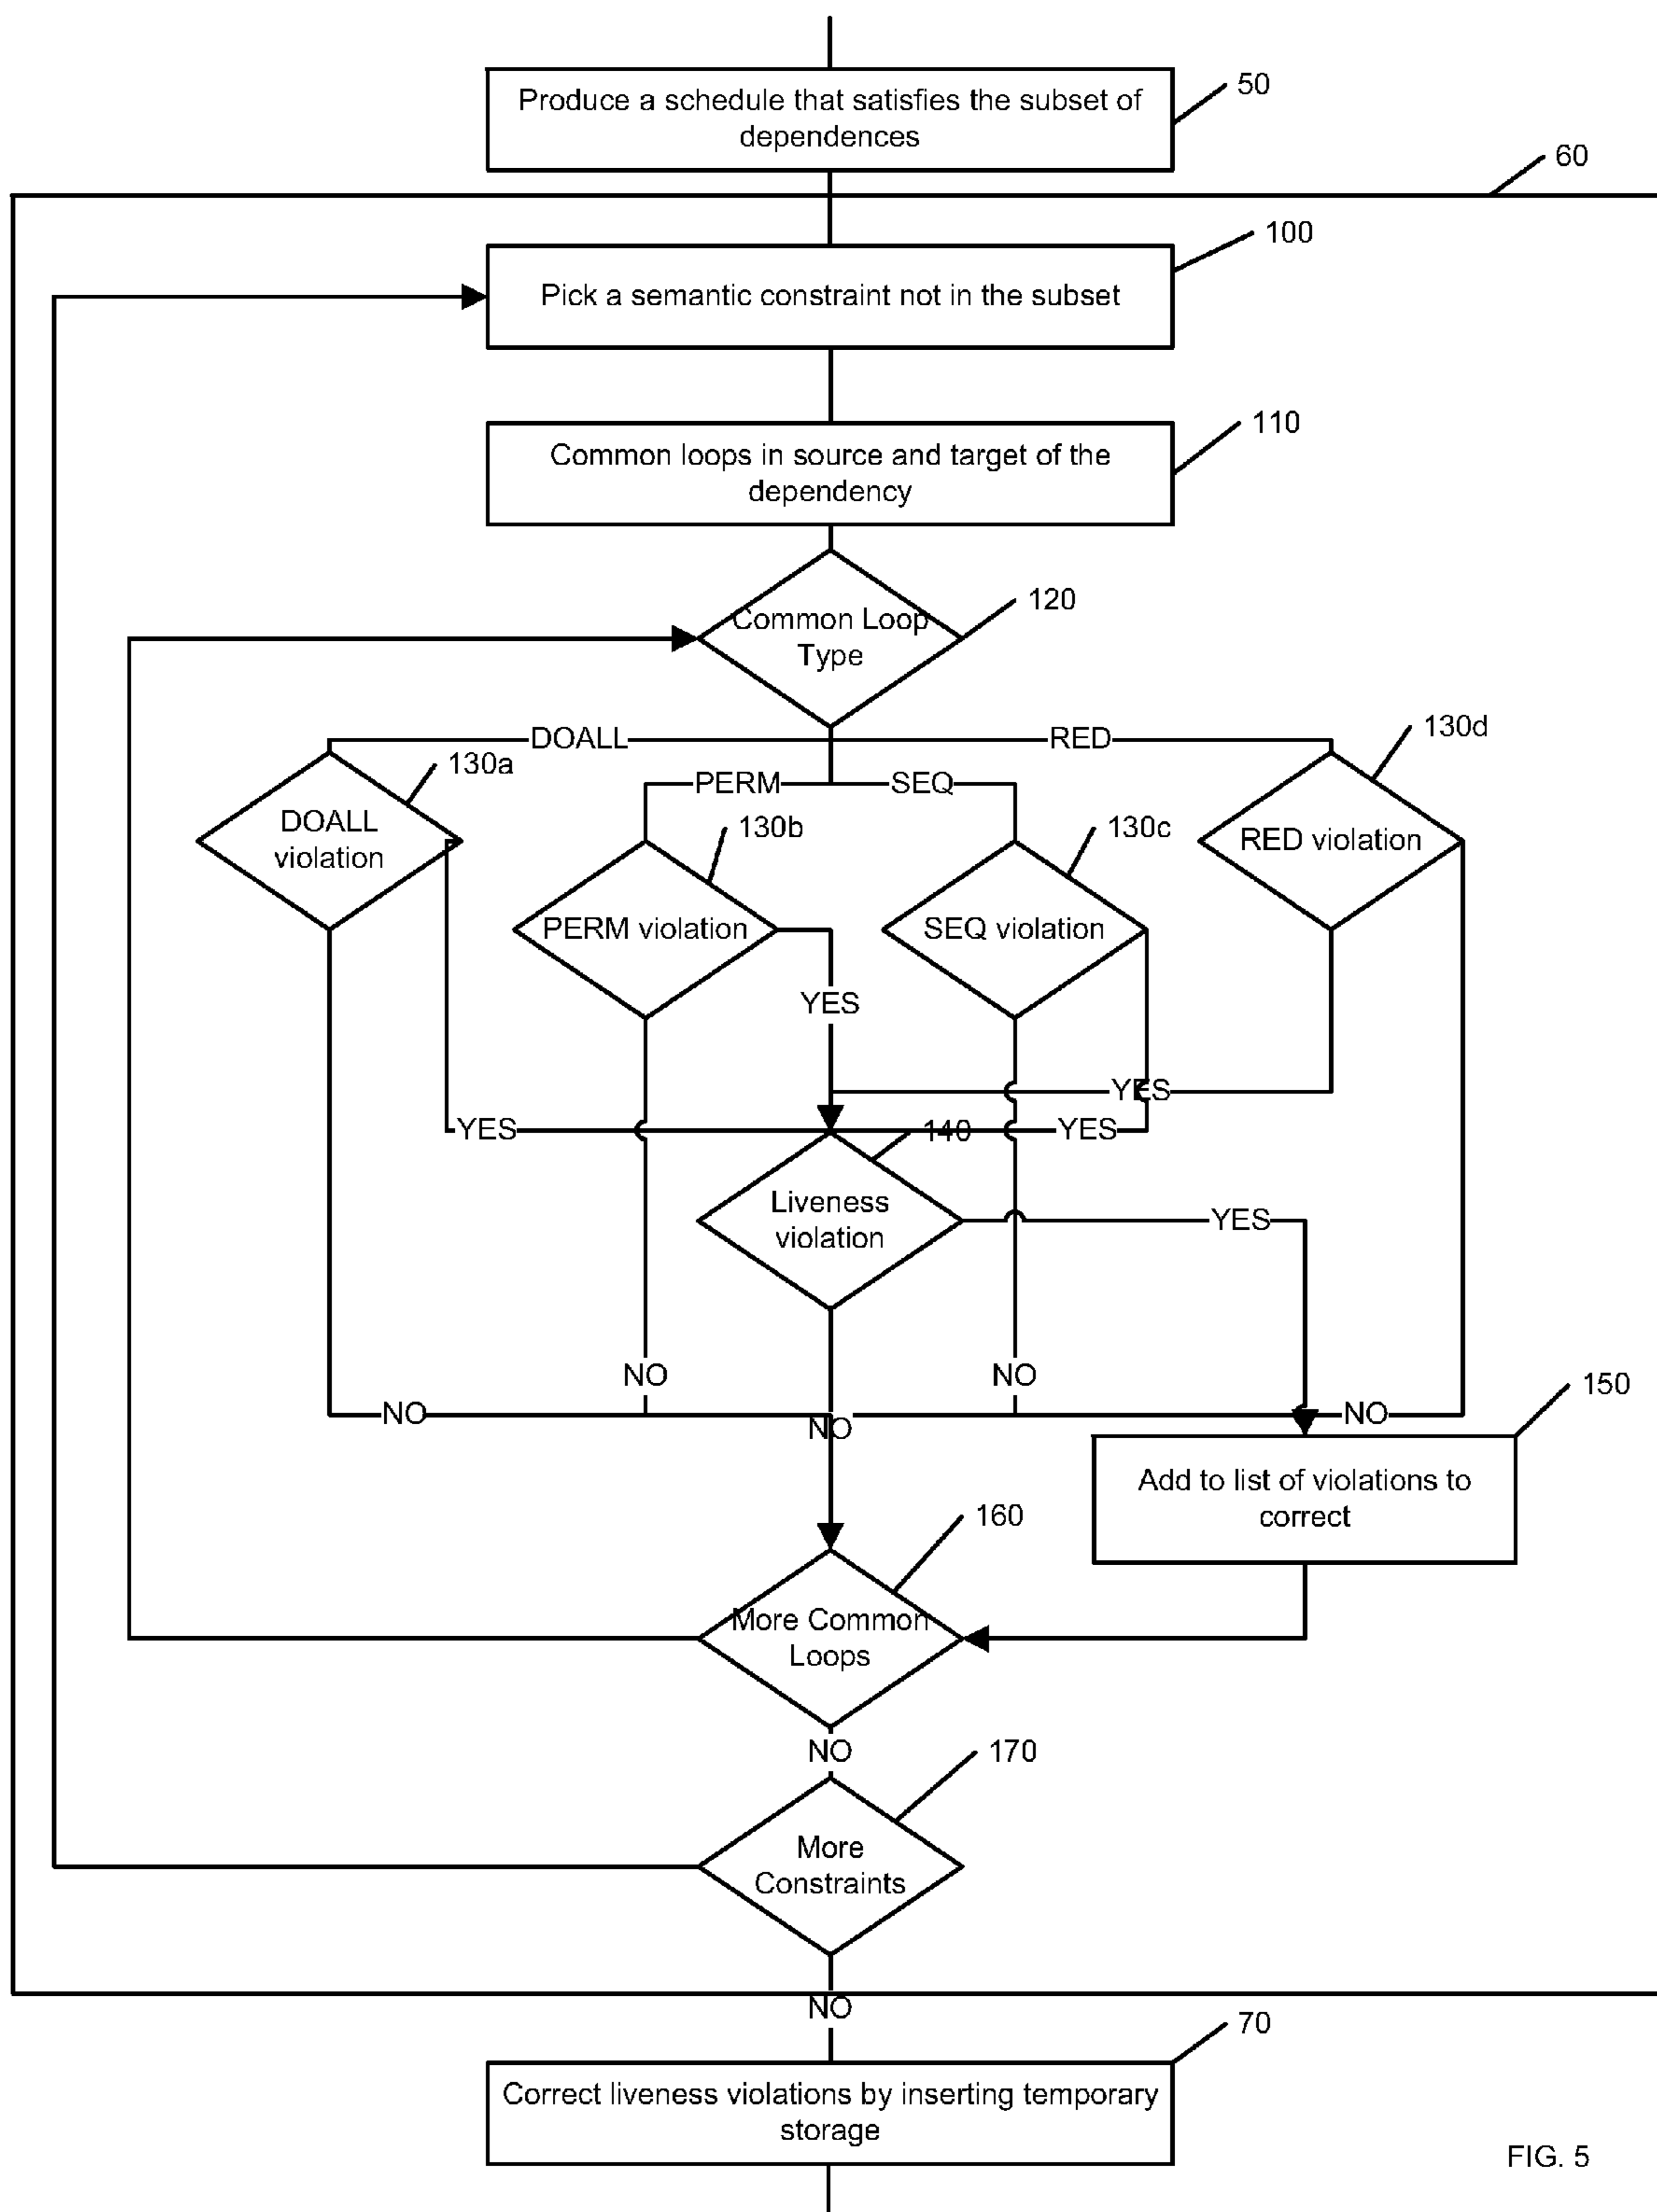 50
Produce a schedule that satisfies the subset of
dependences
60
100
Pick a semantic constraint not in the subset
110
Common loops in source and target of the
dependency
120
Common Loop
Type
DOALL
RED
130d
130a
PERM
SEQ
130b
130c
DOALL
violation
RED violation
PERM violation
SEQ violation
YES
YES
YES
YES
140
Liveness
violation
YES
NO
NO
150
NO
NO
NO
Add to list of violations to
correct
160
More Common
Loops
NO
170
More
Constraints
NO
70
Correct liveness violations by inserting temporary
storage
FIG. 5